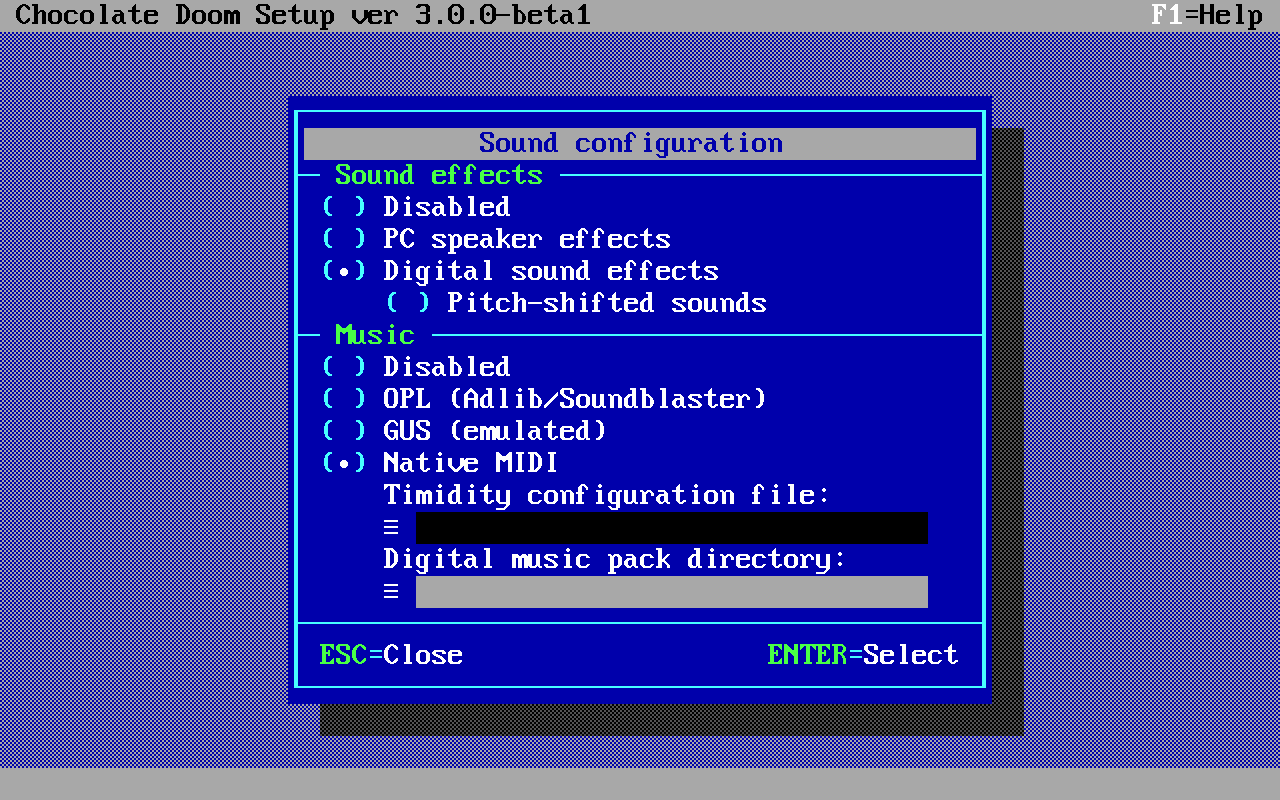 Chocolate Doom Setup ver 3.0.0-beta1 F1=Help
Sound configuration
Sound effects
( ) Disabled
( ) PC speaker effects
(•) Digital sound effects
( ) Pitch-shifted sounds
Music
( ) Disabled
( ) OPL (Adlib/Soundblaster)
( ) GUS (emulated)
(•) Native MIDI
Timidity configuration file:
≡
Digital music pack directory:
≡
ESC=Close ENTER=Select